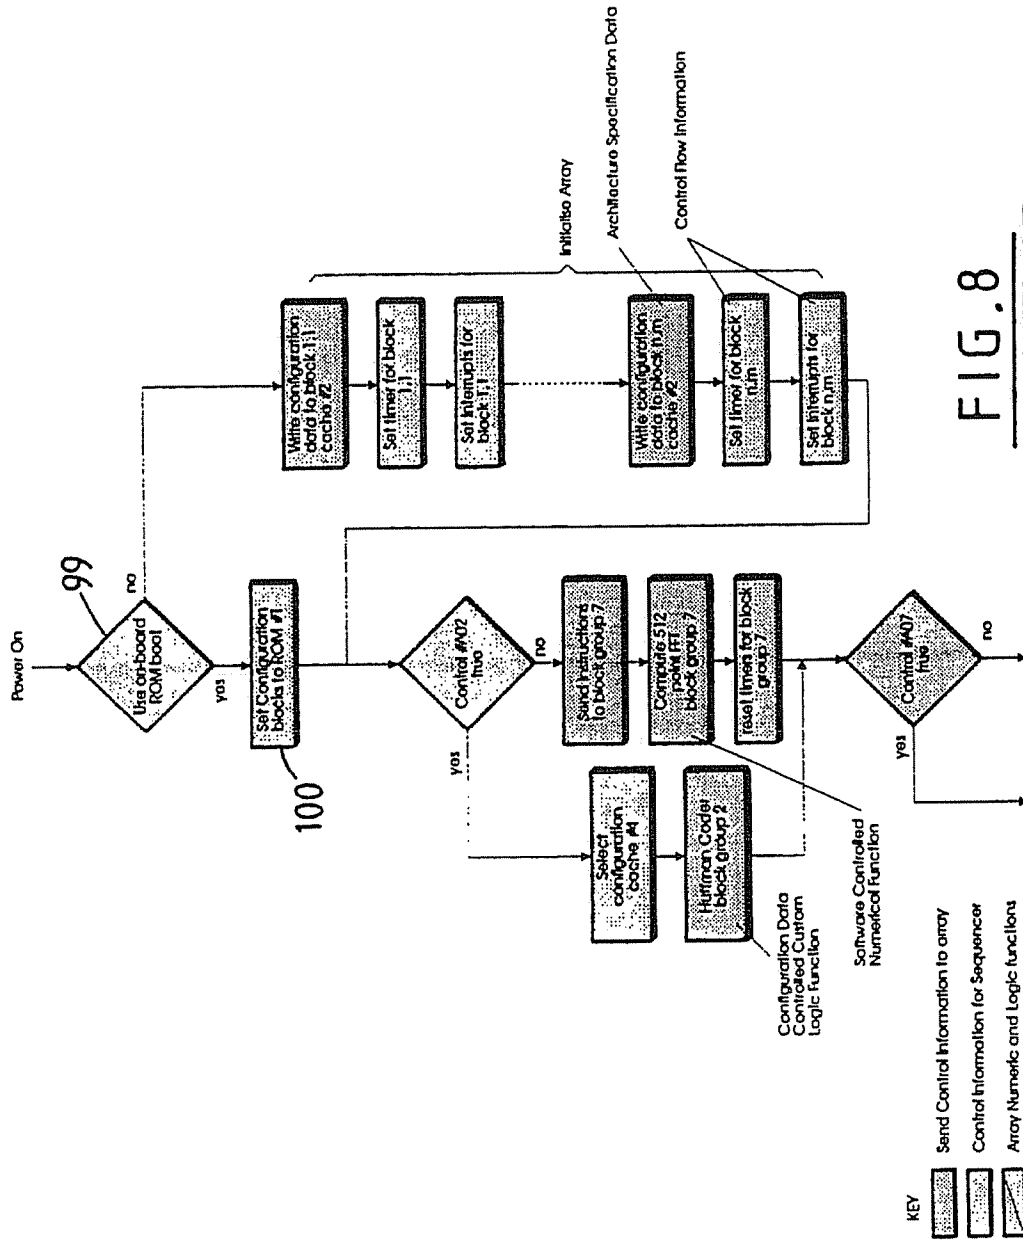 Power On
99
Use on-board
ROM boot
no
yes
Set Configuration
blocks to ROM #1
100
Write configuration
data to block 1,1
cache #2
Set timer for block
1,1
Set Interrupts for
block 1,1
Write configuration
data to block n,m
cache #2
Set timer for block
n,m
Set Interrupts for
block n,m
Initialise Array
Architecture Specification Data
Control Flow Information
Control #A02
true
yes
no
Send Instructions
to block group 7
Compute 512
point FFT
block group 7
reset timers for block
group 7
Select
configuration
cache #4
Huffman Coder
block group 2
Configuration Data
Controlled Custom
Logic Function
Software Controlled
Numerical Function
Control #A07
true
yes
no
KEY
Send Control Information to array
Control Information for Sequencer
Array Numeric and Logic functions
FIG.8